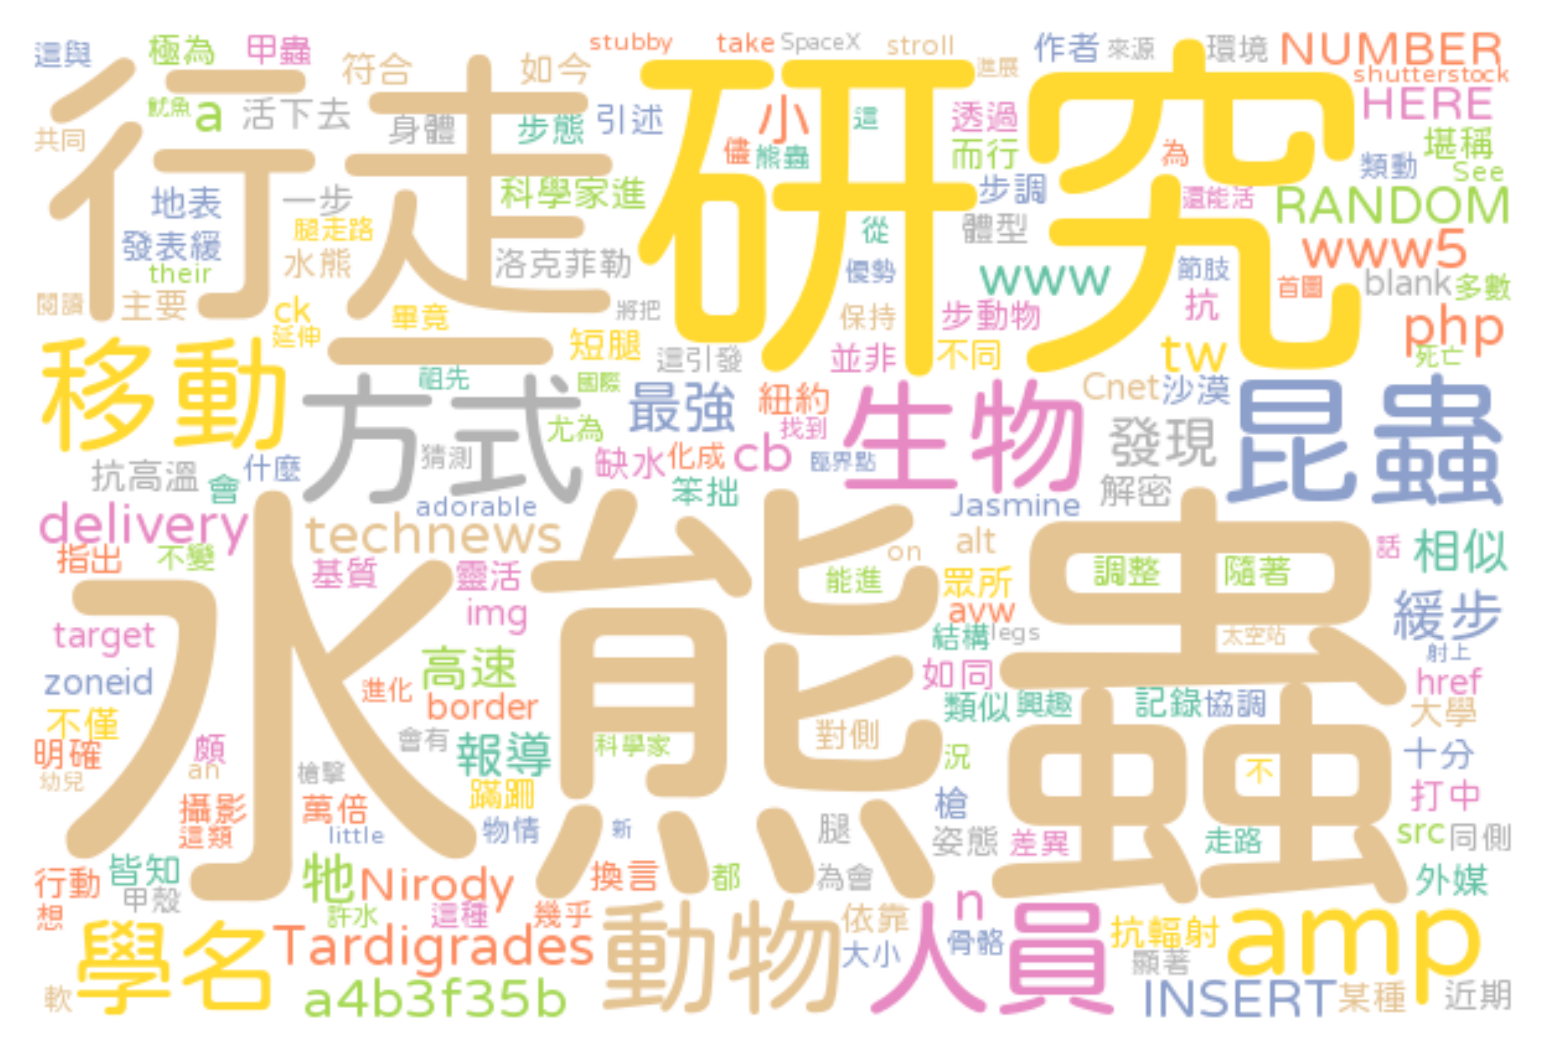 這與 極為 甲蟲 符合 如今 stubby take SpaceX stroll 進展 作者 來源 環境 NUMBER
shutterstock
魷魚 a 活下去 身體 步態 引述 小 這 透過 HERE
共同 行走 研究 儘 熊蟲 而行 為 類動 堪稱
See
地表 一步 科學家進 步調 還能活 RANDOM
發表緩 腿走路 從 體型 www5
their 水熊 洛克菲勒 優勢 www 節肢 首圖 blank 多數
閱讀 主要 ck 畢竟 將把 保持 步動物 抗 php
延伸 短腿 這引發 並非 不同 tw 死亡
移動 方式 祖先 國際 最強 紐約 生物 Cnet 沙漠 昆蟲
尤為 找到 發現
抗高溫 會 什麼 猜測 缺水 化成 cb 臨界點 解密
delivery adorable 笨拙 Jasmine
technews on alt 話 相似
指出 不變 水熊蟲 基質 靈活 能進 眾所 調整 隨著
img avw 緩步
target 結構 legs 太空站 射上
zoneid 高速 如同 href
不僅 進化 border 類似 興趣 記錄 協調 大學
明確 頗 會有 報導 科學家 對側 況 不 十分
幼兒 an 槍擊 蹣跚 打中
攝影 萬倍 物情 新 腿 槍
這類 little 姿態 差異 走路 src 同側
行動 皆知 牠 Nirody 換言 都 為會 外媒
甲殼 許水 這種 幾乎 n
想 學名 Tardigrades 動物 依靠 人員 骨骼 抗輻射 amp
大小 顯著
軟 a4b3f35b INSERT 某種 近期